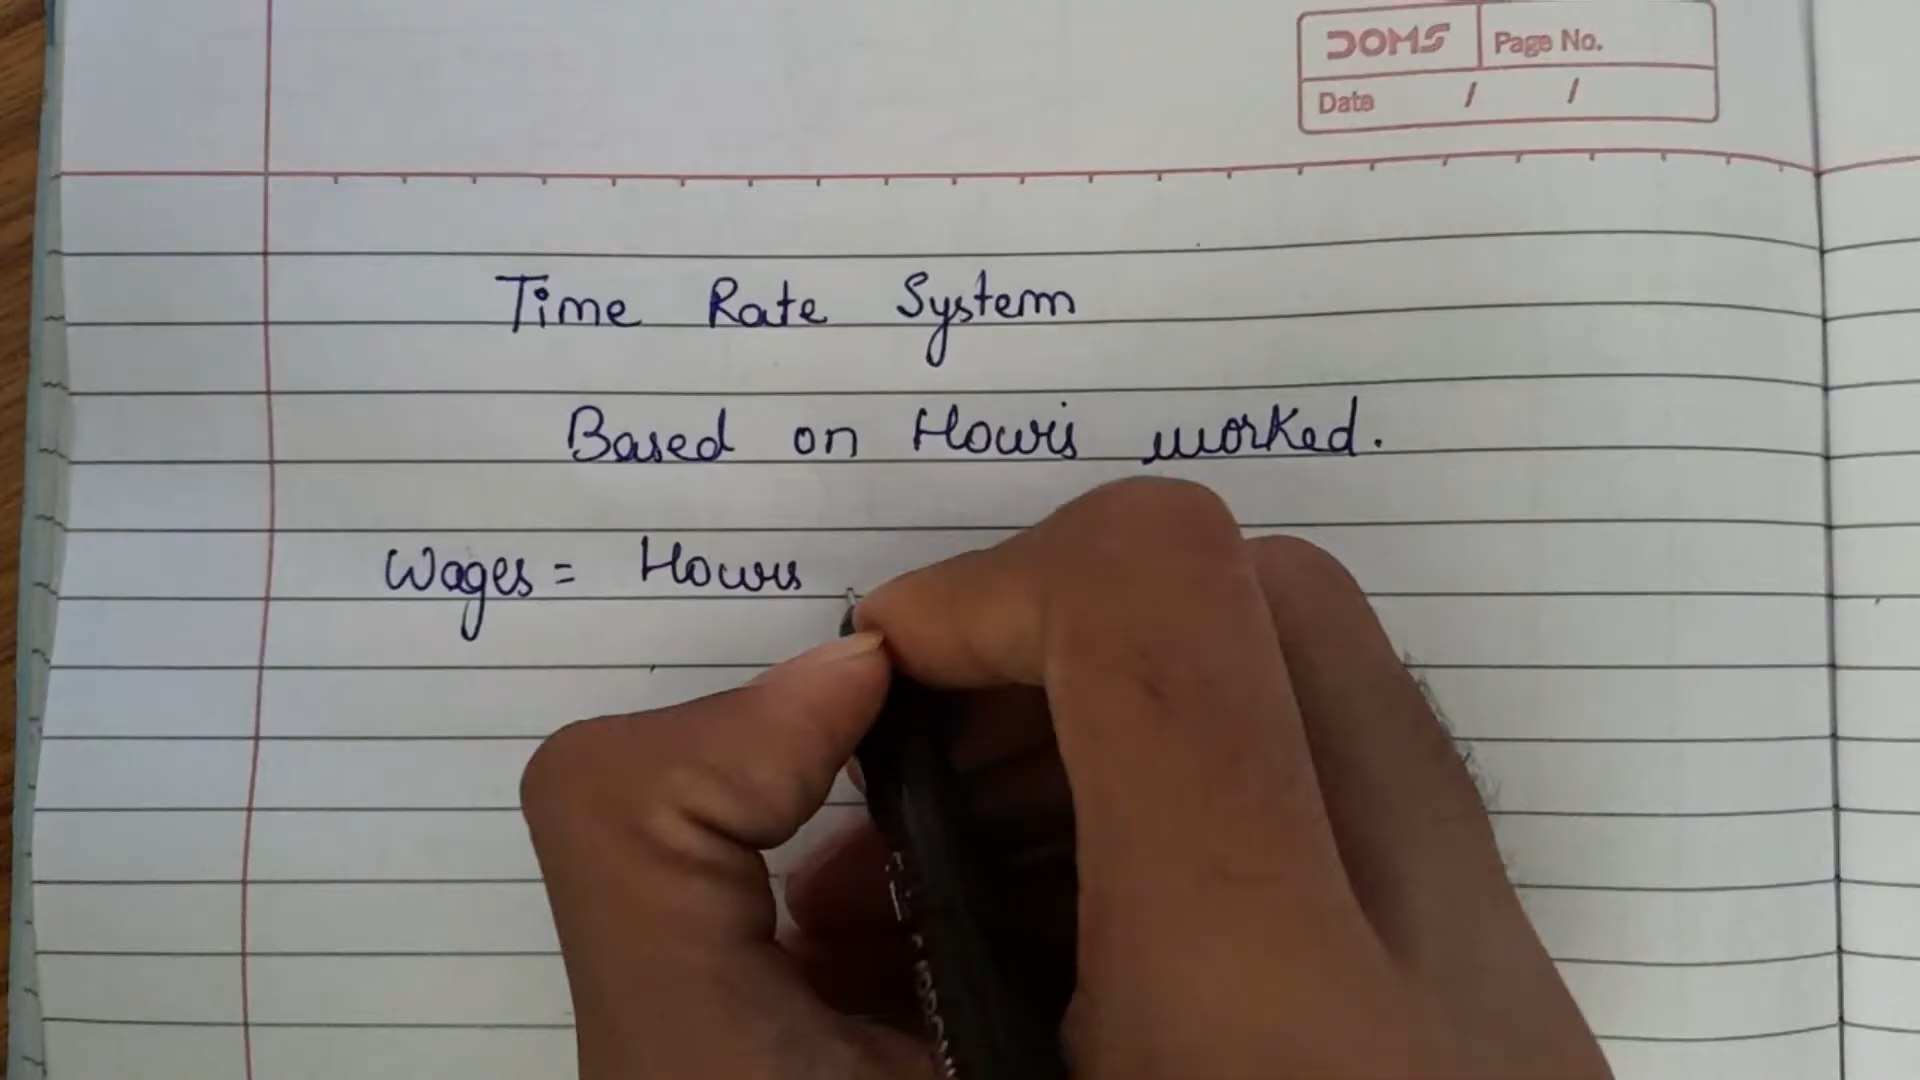 DOMS Page No.
Date / /
Time Rate System
Based on Hours worked.
Wages = Hours